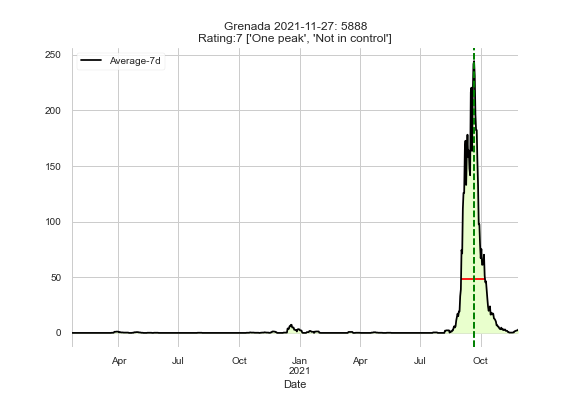 Grenada 2021-11-27: 5888
Rating:7 ['One peak', 'Not in control']
Average-7d
250
200
150
100
50
0
Apr Jul Oct Jan Apr Jul Oct
2021
Date